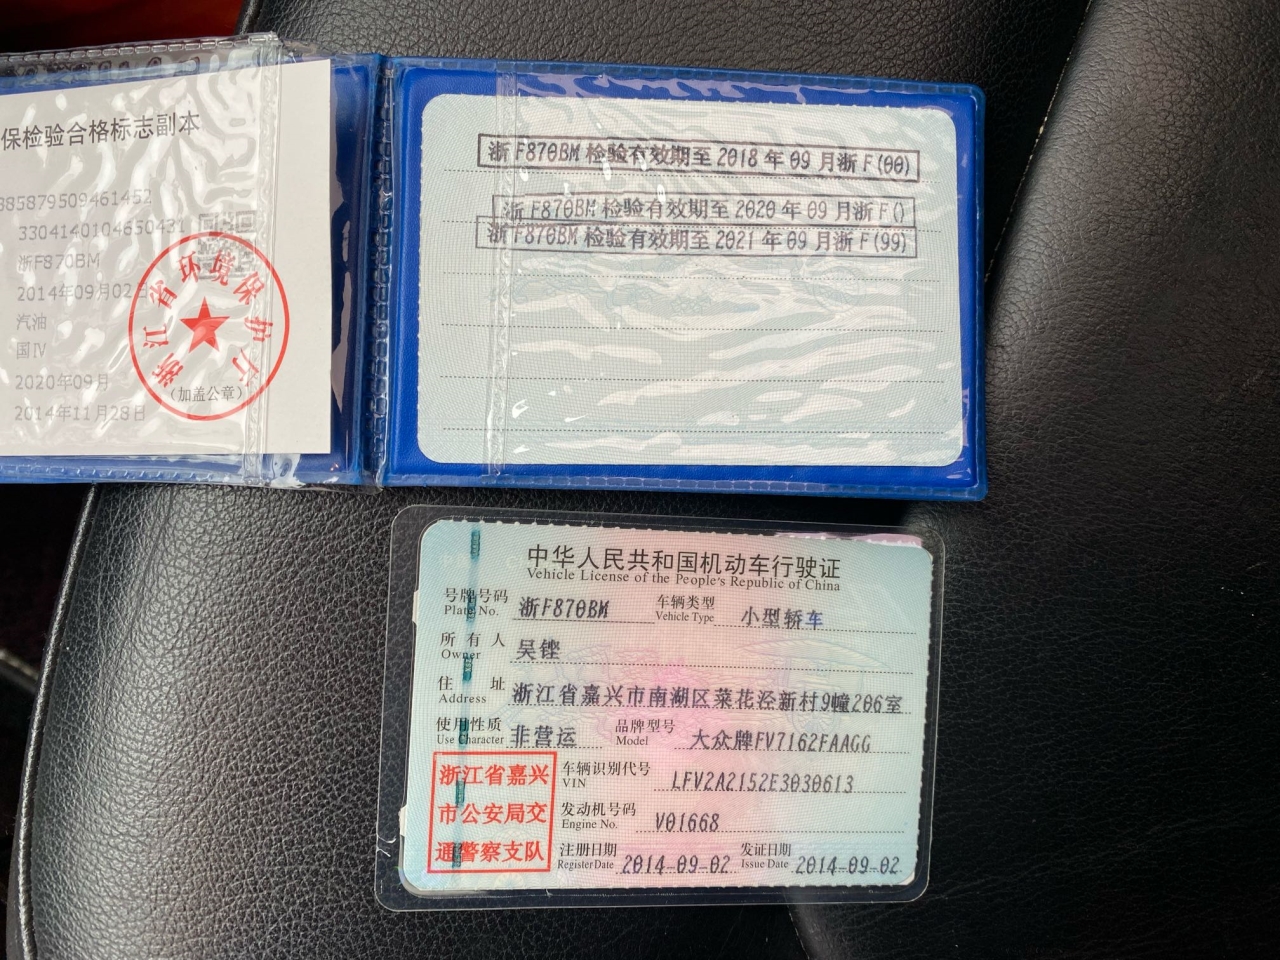 保检验合格标志副本
885879509461452
3304140104650431
浙F870BM
2014年09月02日
汽油
国Ⅳ
2020年09月
2014年11月28日
浙江省环境保护厅
(加盖公章)
浙F870BM检验有效期至2018年09月浙F(00)
浙F870BM检验有效期至2020年09月浙F()
浙F870BM检验有效期至2021年09月浙F(99)
中华人民共和国机动车行驶证
Vehicle License of the People's Republic of China
号牌号码 浙F870BM 车辆类型 小型轿车
Plate No. Vehicle Type
所有人 吴铿
Owner
住址 浙江省嘉兴市南湖区菜花泾新村9幢206室
Address
使用性质 非营运 品牌型号 大众牌FV7162FAAGG
Use Character Model
浙江省嘉兴
市公安局交
通警察支队
车辆识别代号 LFV2A2152E3030613
VIN
发动机号码 V01668
Engine No.
注册日期 2014-09-02 发证日期 2014-09-02
Register Date Issue Date